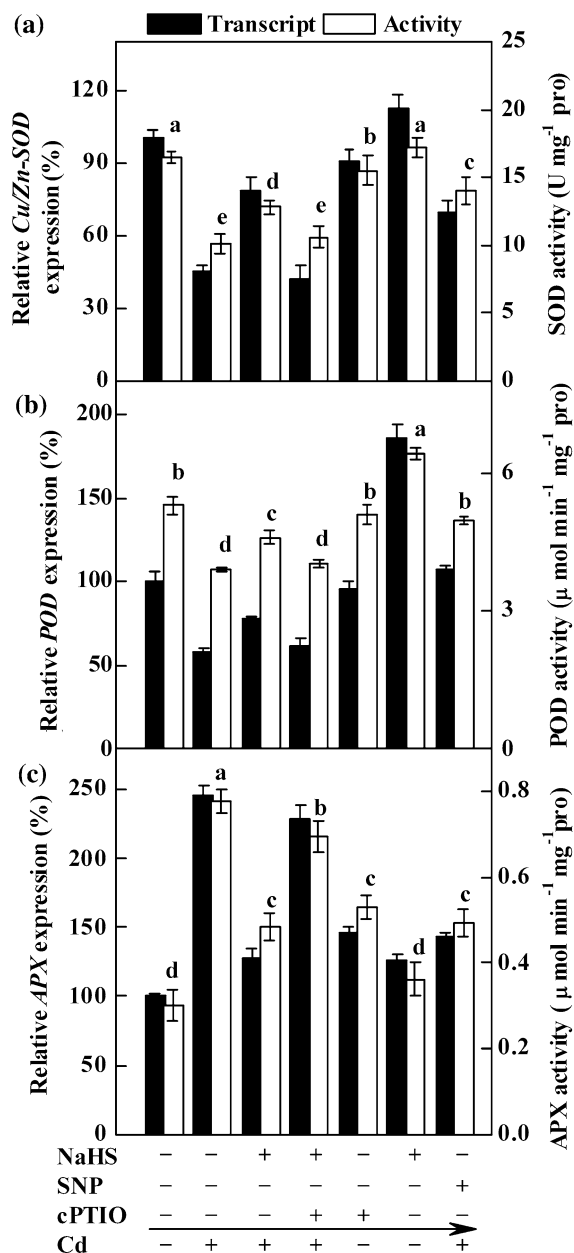 (a)
Transcript Activity
Relative Cu/Zn-SOD
expression (%)
120
90
60
30
0
a
e
d
e
b
a
c
25
20
15
10
5
0
SOD activity (U mg⁻¹ pro)
(b)
Relative POD expression (%)
200
150
100
50
0
b
d
c
d
b
a
b
6
3
0
POD activity (μ mol min⁻¹ mg⁻¹ pro)
(c)
Relative APX expression (%)
250
200
150
100
50
0
d
a
c
b
c
d
c
0.8
0.6
0.4
0.2
0.0
APX activity (μ mol min⁻¹ mg⁻¹ pro)
NaHS − − + + − + −
SNP − − − − − − +
cPTIO − − − + + − −
Cd − + + + − − +